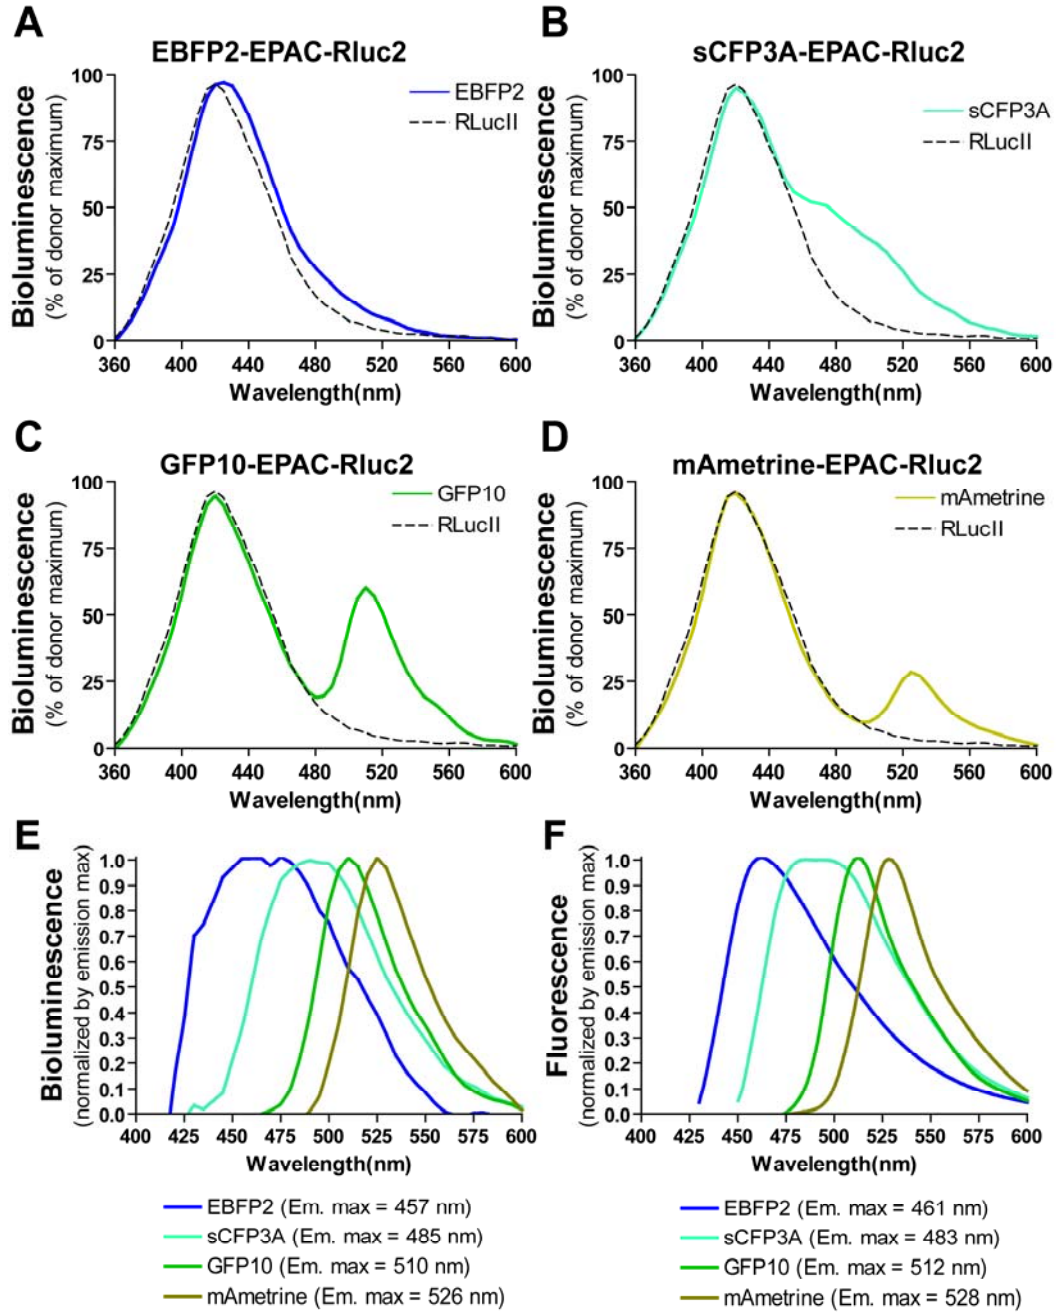 A
EBFP2-EPAC-Rluc2
Bioluminescence
(% of donor maximum)
100
75
50
25
0
EBFP2
RLucII
360 400 440 480 520 560 600
Wavelength(nm)
B
sCFP3A-EPAC-Rluc2
Bioluminescence
(% of donor maximum)
100
75
50
25
0
sCFP3A
RLucII
360 400 440 480 520 560 600
Wavelength(nm)
C
GFP10-EPAC-Rluc2
Bioluminescence
(% of donor maximum)
100
75
50
25
0
GFP10
RLucII
360 400 440 480 520 560 600
Wavelength(nm)
D
mAmetrine-EPAC-Rluc2
Bioluminescence
(% of donor maximum)
100
75
50
25
0
mAmetrine
RLucII
360 400 440 480 520 560 600
Wavelength(nm)
E
Bioluminescence
(normalized by emission max)
1.0
0.9
0.8
0.7
0.6
0.5
0.4
0.3
0.2
0.1
0.0
400 425 450 475 500 525 550 575 600
Wavelength(nm)
EBFP2 (Em. max = 457 nm)
sCFP3A (Em. max = 485 nm)
GFP10 (Em. max = 510 nm)
mAmetrine (Em. max = 526 nm)
F
Fluorescence
(normalized by emission max)
1.0
0.9
0.8
0.7
0.6
0.5
0.4
0.3
0.2
0.1
0.0
400 425 450 475 500 525 550 575 600
Wavelength(nm)
EBFP2 (Em. max = 461 nm)
sCFP3A (Em. max = 483 nm)
GFP10 (Em. max = 512 nm)
mAmetrine (Em. max = 528 nm)